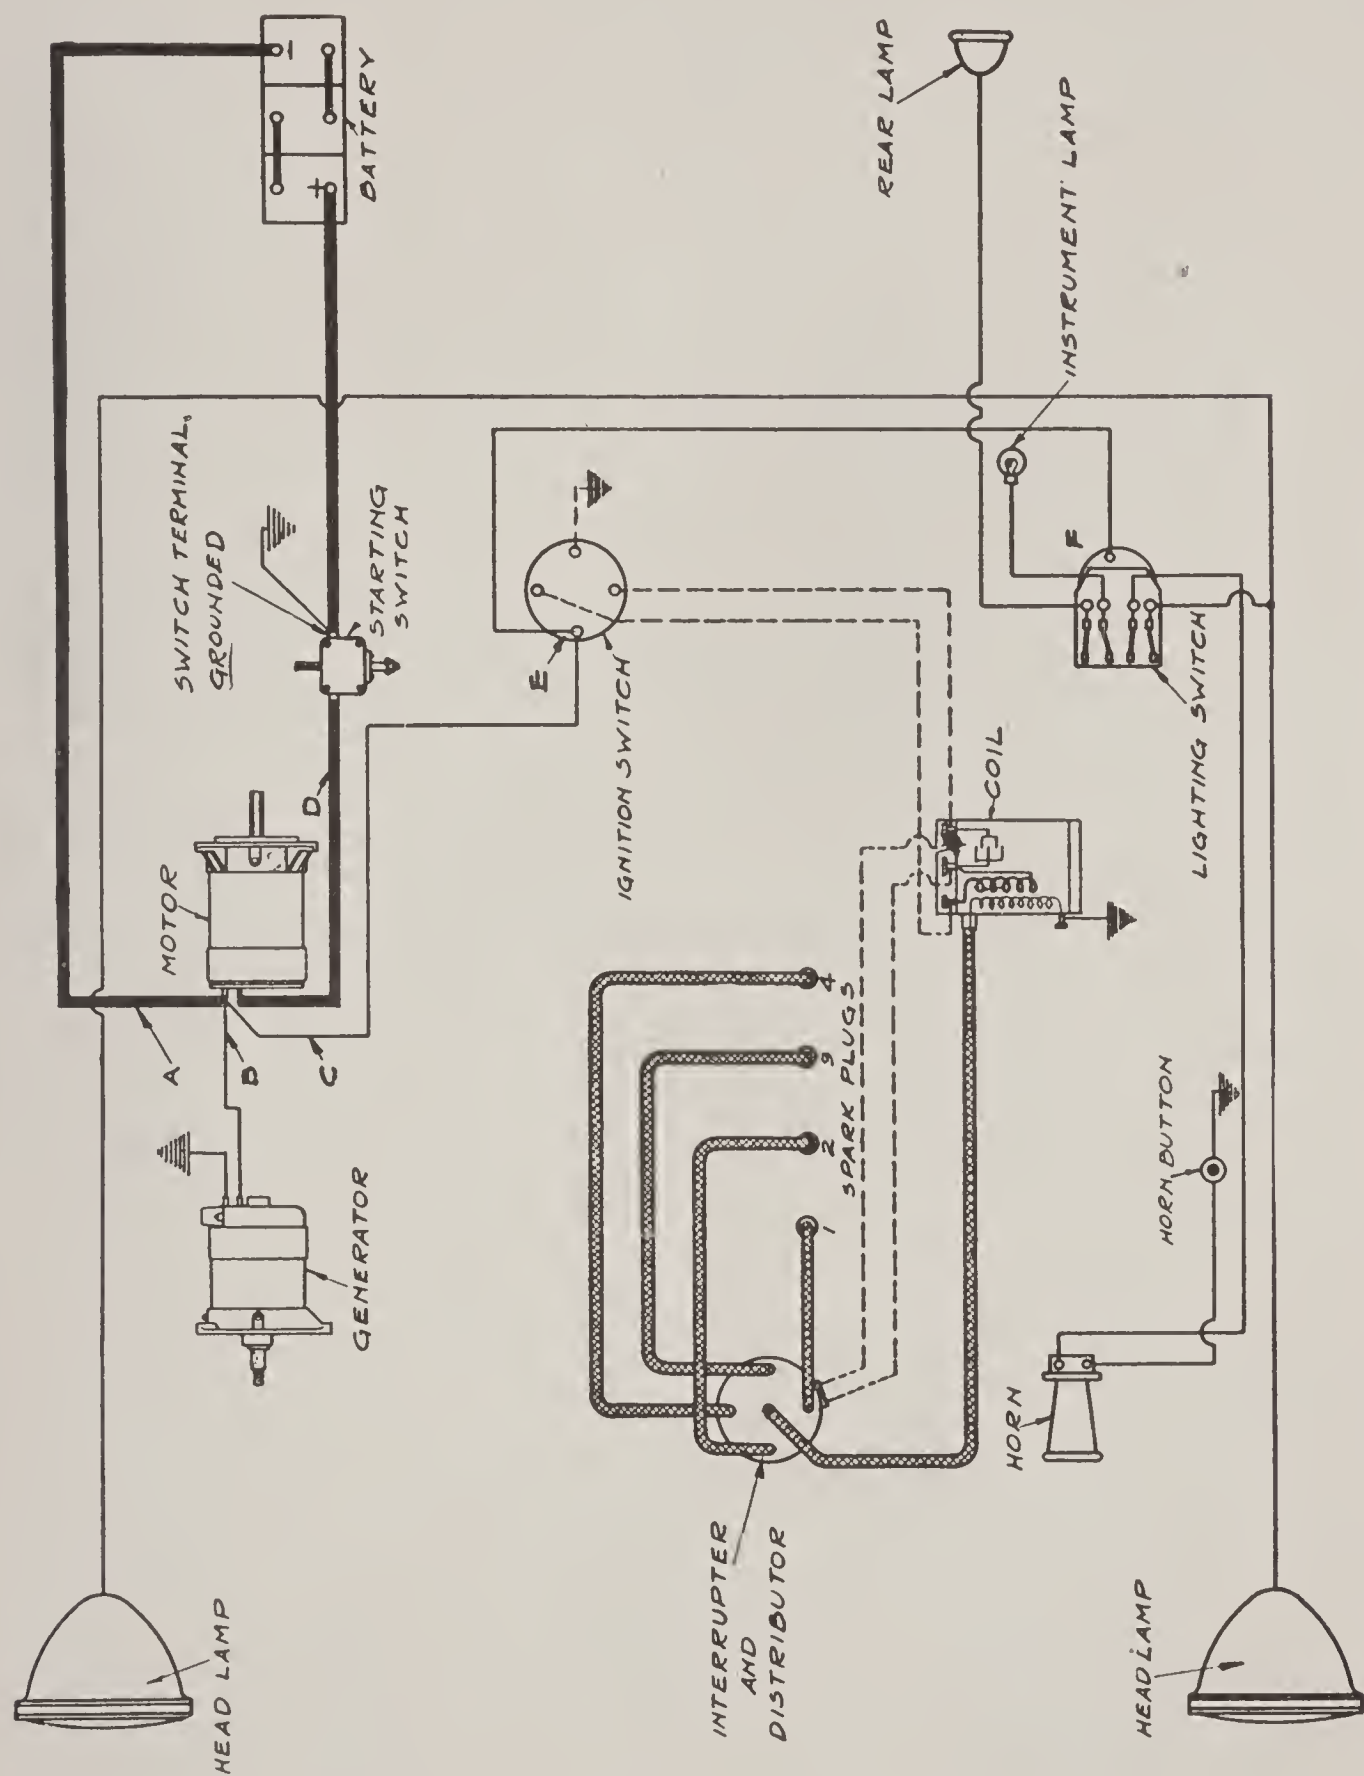 HEAD LAMP
A
B
C
D
GENERATOR
MOTOR
SWITCH TERMINAL.
GROUNDED
STARTING
SWITCH
−
+
BATTERY
E
IGNITION SWITCH
INTERRUPTER
AND
DISTRIBUTOR
1
2
3
4
SPARK PLUGS
COIL
REAR LAMP
INSTRUMENT LAMP
F
LIGHTING SWITCH
HORN
HORN BUTTON
HEAD LAMP